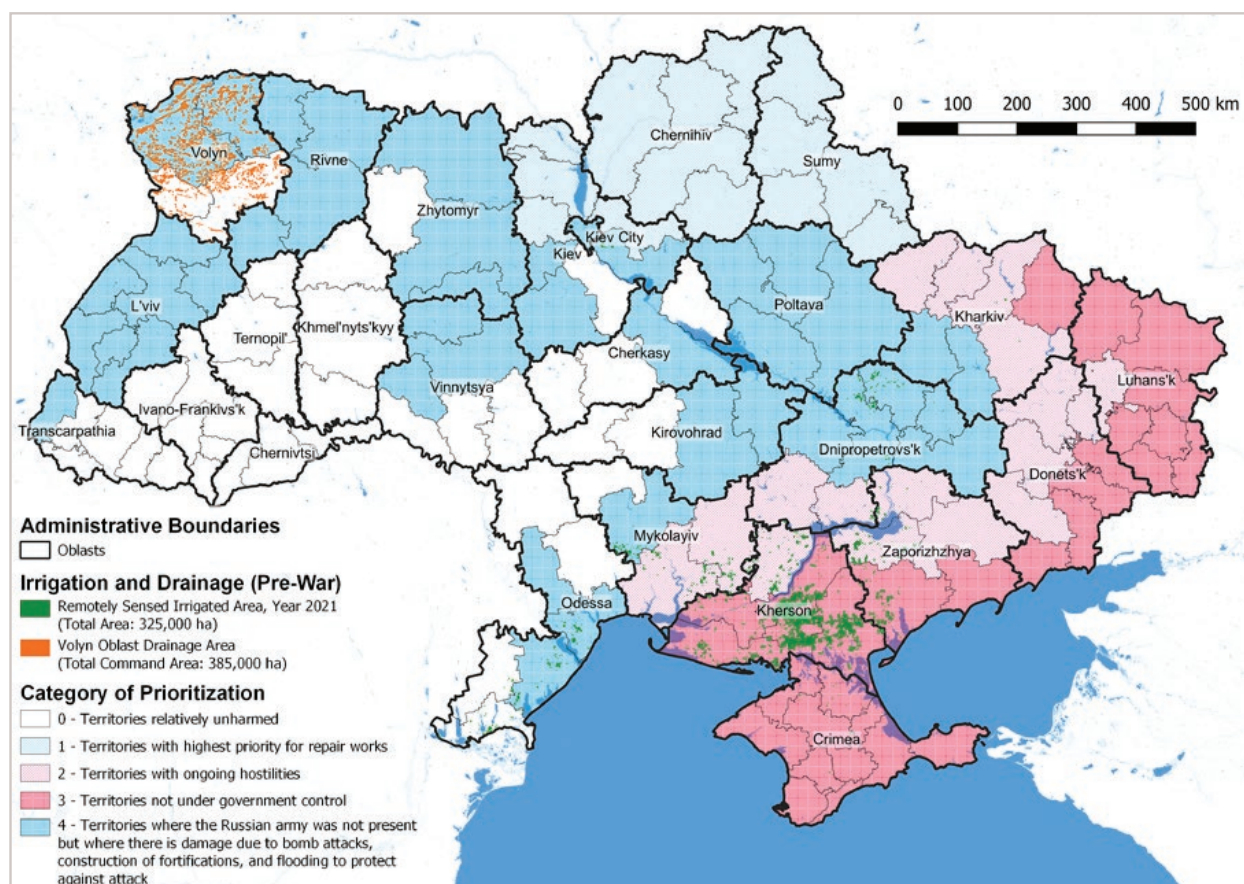 0 100 200 300 400 500 km
Chernihiv
Sumy
Volyn
Rivne
Zhytomyr
Kiev City
Kiev
L'viv
Ternopil'
Khmel'nyts'kyy
Poltava
Kharkiv
Cherkasy
Luhans'k
Vinnytsya
Ivano-Frankivs'k
Transcarpathia
Chernivtsi
Kirovohrad
Dnipropetrovs'k
Donets'k
Mykolayiv
Zaporizhzhya
Odessa
Kherson
Crimea
Administrative Boundaries
Oblasts
Irrigation and Drainage (Pre-War)
Remotely Sensed Irrigated Area, Year 2021
(Total Area: 325,000 ha)
Volyn Oblast Drainage Area
(Total Command Area: 385,000 ha)
Category of Prioritization
0 - Territories relatively unharmed
1 - Territories with highest priority for repair works
2 - Territories with ongoing hostilities
3 - Territories not under government control
4 - Territories where the Russian army was not present
but where there is damage due to bomb attacks,
construction of fortifications, and flooding to protect
against attack